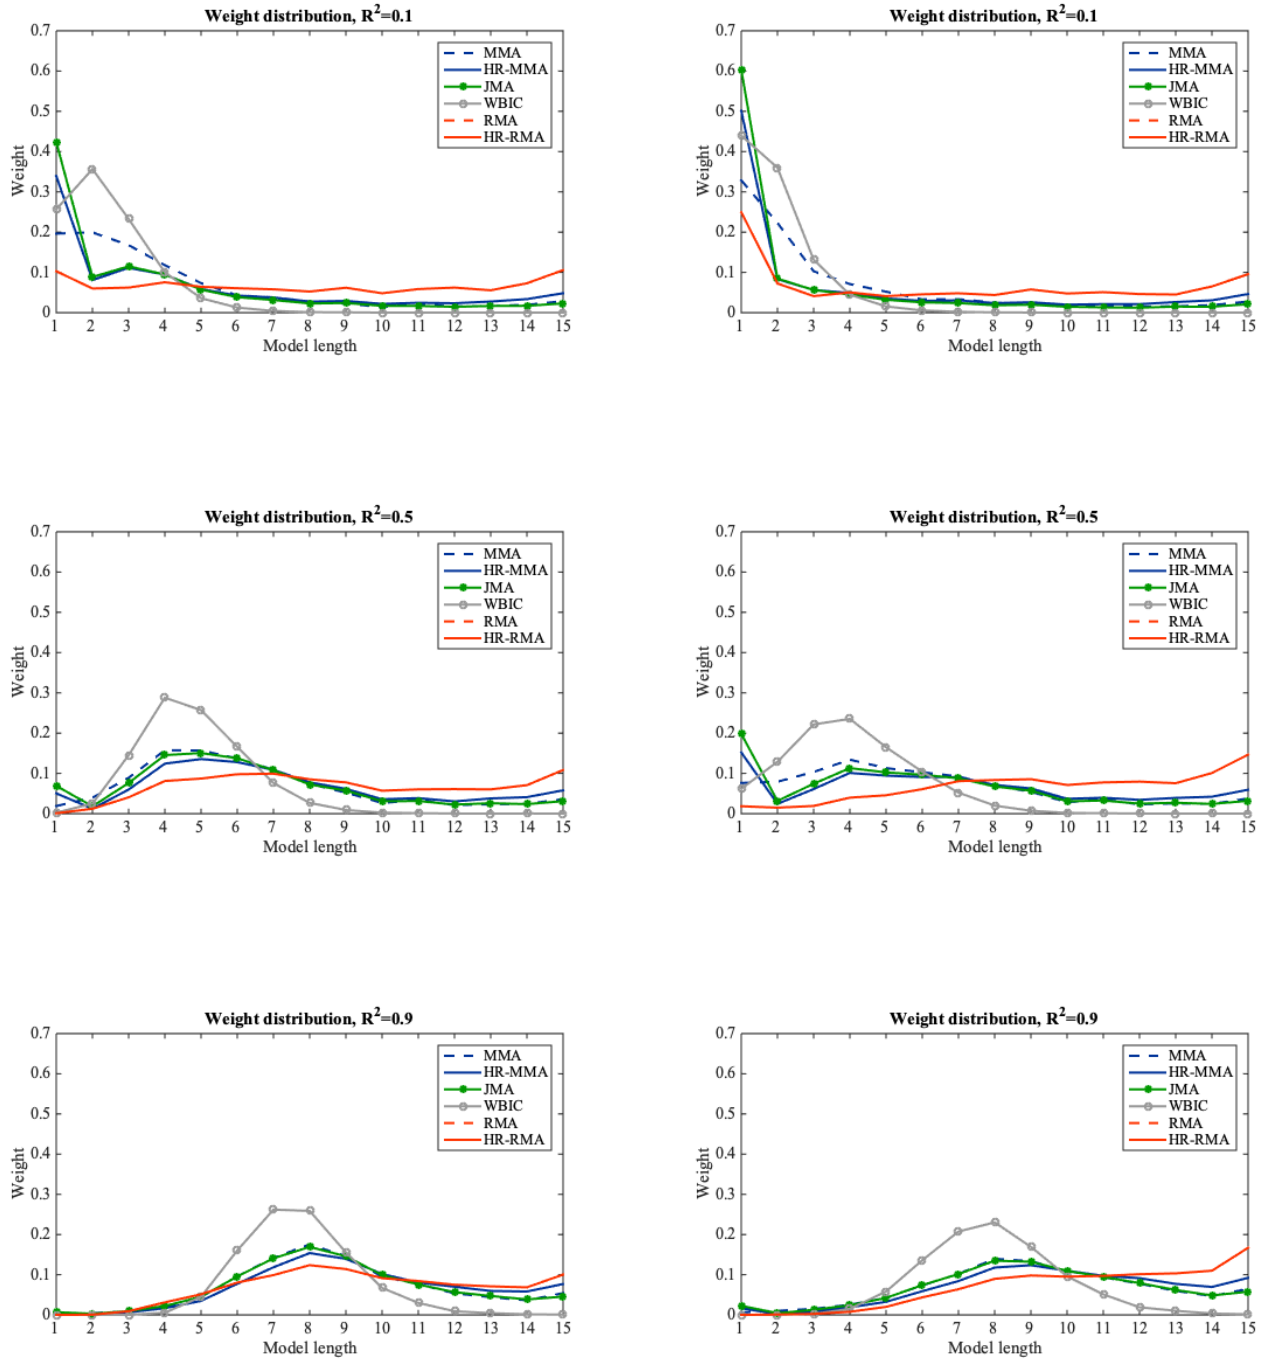 Weight distribution, R²=0.1
0.7
0.6
0.5
0.4
0.3
0.2
0.1
0
Weight
MMA
HR-MMA
JMA
WBIC
RMA
HR-RMA
1 2 3 4 5 6 7 8 9 10 11 12 13 14 15
Model length
Weight distribution, R²=0.1
0.7
0.6
0.5
0.4
0.3
0.2
0.1
0
Weight
MMA
HR-MMA
JMA
WBIC
RMA
HR-RMA
1 2 3 4 5 6 7 8 9 10 11 12 13 14 15
Model length
Weight distribution, R²=0.5
0.7
0.6
0.5
0.4
0.3
0.2
0.1
0
Weight
MMA
HR-MMA
JMA
WBIC
RMA
HR-RMA
1 2 3 4 5 6 7 8 9 10 11 12 13 14 15
Model length
Weight distribution, R²=0.5
0.7
0.6
0.5
0.4
0.3
0.2
0.1
0
Weight
MMA
HR-MMA
JMA
WBIC
RMA
HR-RMA
1 2 3 4 5 6 7 8 9 10 11 12 13 14 15
Model length
Weight distribution, R²=0.9
0.7
0.6
0.5
0.4
0.3
0.2
0.1
0
Weight
MMA
HR-MMA
JMA
WBIC
RMA
HR-RMA
1 2 3 4 5 6 7 8 9 10 11 12 13 14 15
Model length
Weight distribution, R²=0.9
0.7
0.6
0.5
0.4
0.3
0.2
0.1
0
Weight
MMA
HR-MMA
JMA
WBIC
RMA
HR-RMA
1 2 3 4 5 6 7 8 9 10 11 12 13 14 15
Model length